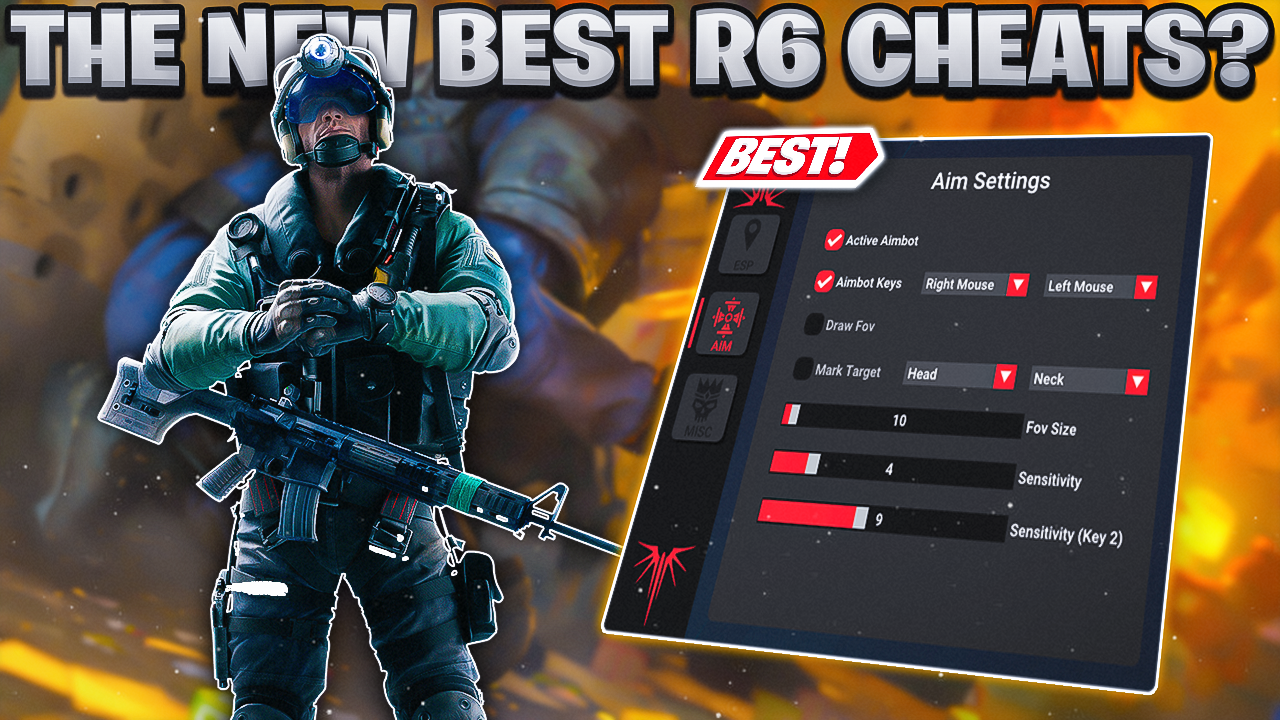 THE NEW BEST R6 CHEATS?
BEST!
Aim Settings
ESP
Active Aimbot
Aimbot Keys Right Mouse Left Mouse
AIM
Draw Fov
Mark Target Head Neck
MISC
10 Fov Size
4 Sensitivity
9 Sensitivity (Key 2)